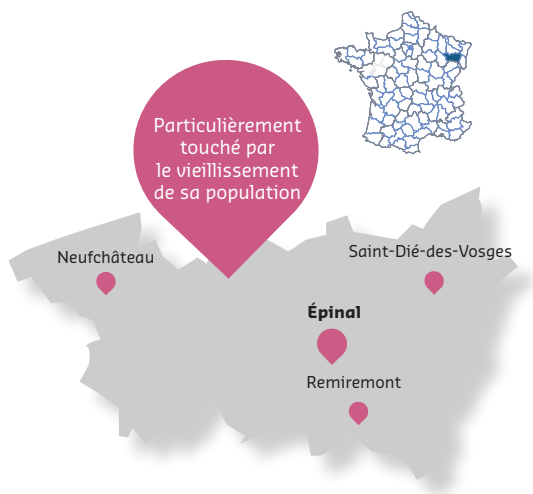 Particulièrement
touché par
le vieillissement
de sa population
Neufchâteau
Saint-Dié-des-Vosges
Épinal
Remiremont